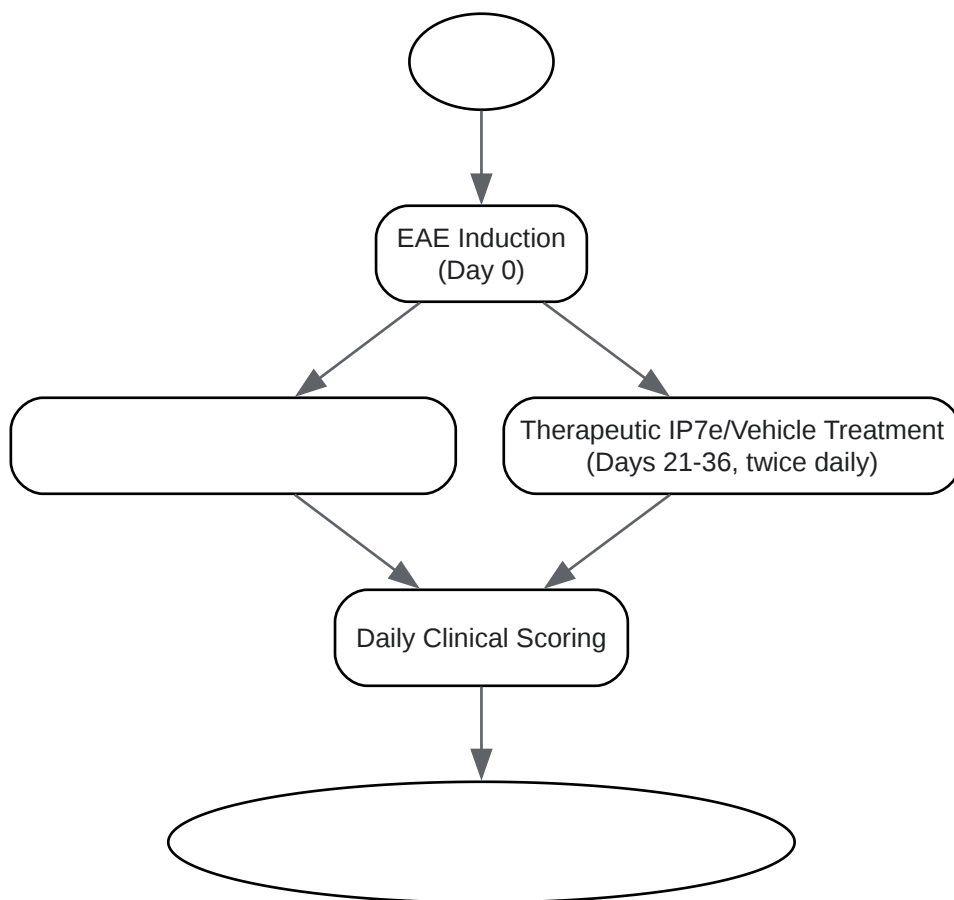 EAE Induction
(Day 0)
Therapeutic IP7e/Vehicle Treatment
(Days 21-36, twice daily)
Daily Clinical Scoring